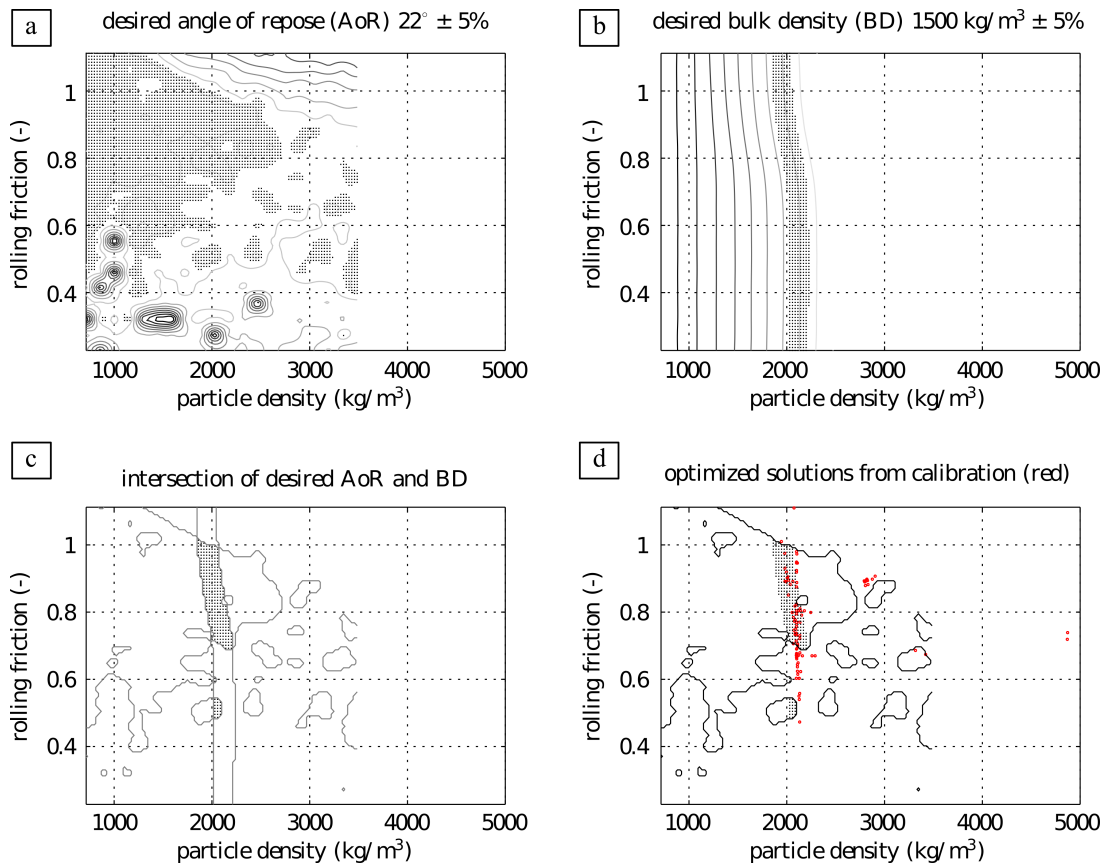 a
desired angle of repose (AoR) 22° ± 5%
1
0.8
0.6
0.4
rolling friction (-)
1000 2000 3000 4000 5000
particle density (kg/m³)
b
desired bulk density (BD) 1500 kg/m³ ± 5%
1
0.8
0.6
0.4
rolling friction (-)
1000 2000 3000 4000 5000
particle density (kg/m³)
c
intersection of desired AoR and BD
1
0.8
0.6
0.4
rolling friction (-)
1000 2000 3000 4000 5000
particle density (kg/m³)
d
optimized solutions from calibration (red)
1
0.8
0.6
0.4
rolling friction (-)
1000 2000 3000 4000 5000
particle density (kg/m³)